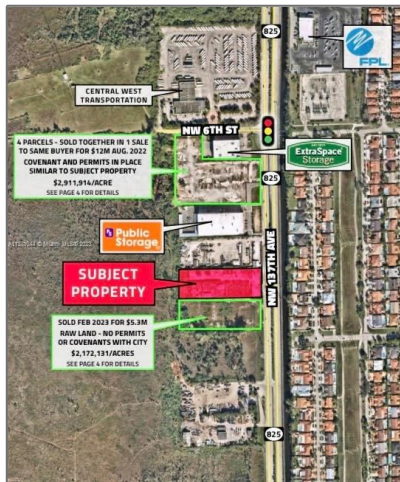 825
FPL
CENTRAL WEST
TRANSPORTATION
NW 6TH ST
4 PARCELS - SOLD TOGETHER IN 1 SALE
TO SAME BUYER FOR $12M AUG. 2022
COVENANT AND PERMITS IN PLACE
SIMILAR TO SUBJECT PROPERTY
$2,911,914/ACRE
SEE PAGE 4 FOR DETAILS
ExtraSpace
Storage
825
Public
Storage
NW 137TH AVE
SUBJECT
PROPERTY
SOLD FEB 2023 FOR $5.3M
RAW LAND - NO PERMITS
OR COVENANTS WITH CITY
$2,172,131/ACRES
SEE PAGE 4 FOR DETAILS
825